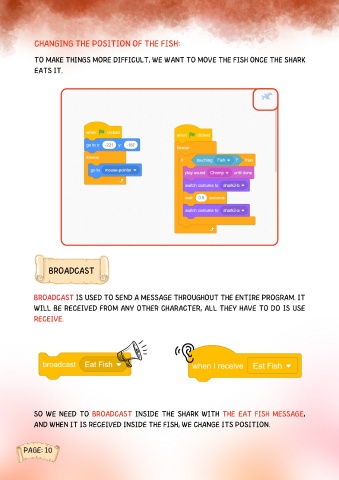 CHANGING THE POSITION OF THE FISH:
TO MAKE THINGS MORE DIFFICULT, WE WANT TO MOVE THE FISH ONCE THE SHARK
EATS IT.
when clicked
go to x: -221 y: -167
forever
go to mouse-pointer
when clicked
forever
if touching Fish ? then
play sound Chomp until done
switch costume to shark2-b
wait 0.8 seconds
switch costume to shark2-a
BROADCAST
BROADCAST IS USED TO SEND A MESSAGE THROUGHOUT THE ENTIRE PROGRAM. IT
WILL BE RECEIVED FROM ANY OTHER CHARACTER, ALL THEY HAVE TO DO IS USE
RECEIVE.
broadcast Eat Fish
when I receive Eat Fish
SO WE NEED TO BROADCAST INSIDE THE SHARK WITH THE EAT FISH MESSAGE,
AND WHEN IT IS RECEIVED INSIDE THE FISH, WE CHANGE ITS POSITION.
PAGE: 10